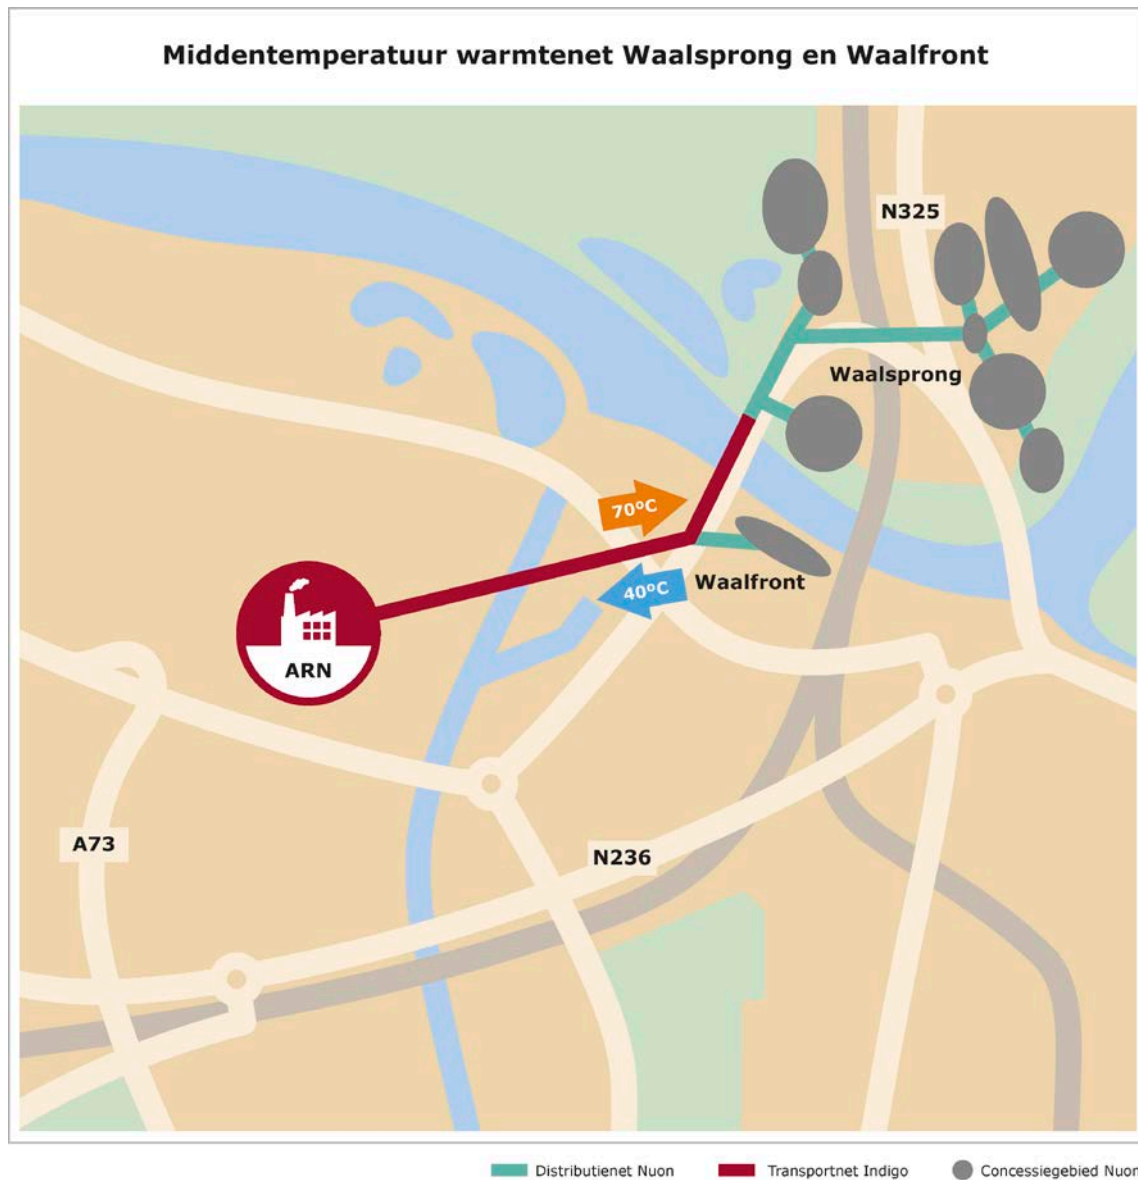 Middentemperatuur warmtenet Waalsprong en Waalfront
N325
Waalsprong
70ºC
Waalfront
40ºC
ARN
A73
N236
Distributienet Nuon
Transportnet Indigo
Concessiegebied Nuon